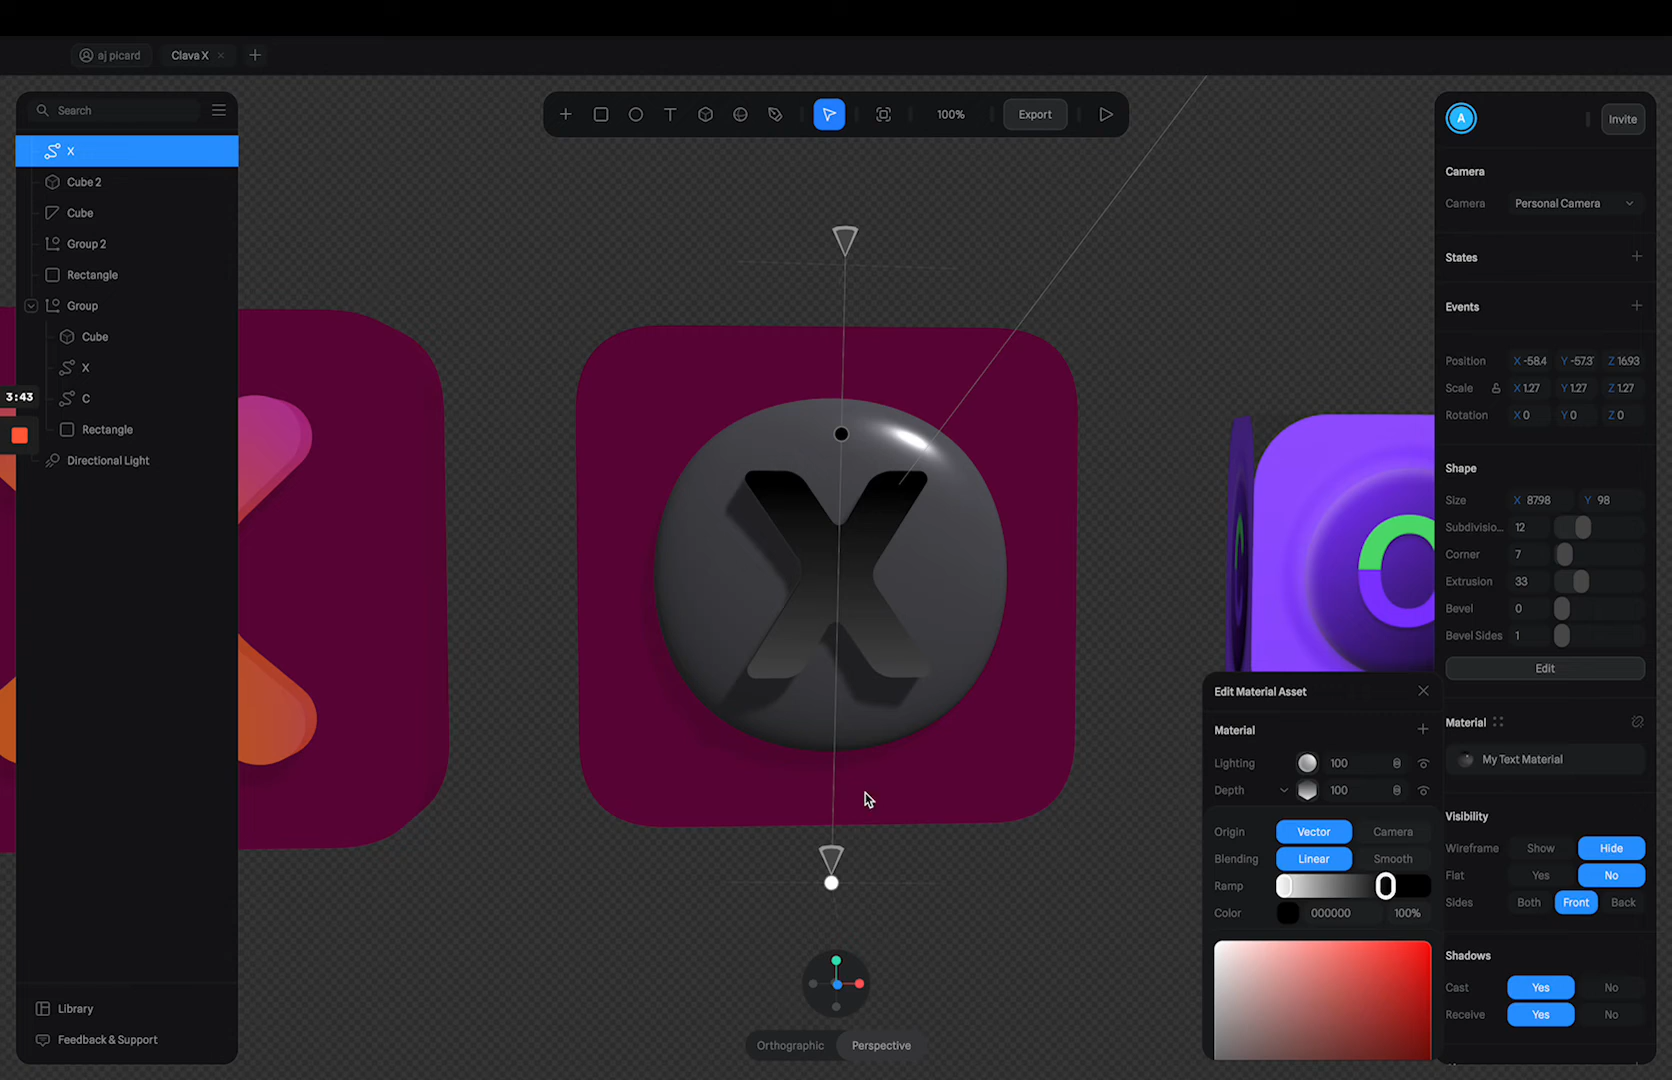 aj picard
Clava X
Search
X
Cube 2
Cube
Group 2
Rectangle
Group
Cube
X
C
Rectangle
Directional Light
3:43
Library
Feedback & Support
T
100%
Export
X
Orthographic
Perspective
A
Invite
Camera
Camera Personal Camera
States
Events
Position X -58.4 Y -57.3 Z 16.93
Scale X 1.27 Y 1.27 Z 1.27
Rotation X 0 Y 0 Z 0
Shape
Size X 87.98 Y 98
Subdivisio... 12
Corner 7
Extrusion 33
Bevel 0
Bevel Sides 1
Edit
Material
My Text Material
Visibility
Wireframe Show Hide
Flat Yes No
Sides Both Front Back
Shadows
Cast Yes No
Receive Yes No
Edit Material Asset
Material
Lighting 100
Depth 100
Origin Vector Camera
Blending Linear Smooth
Ramp
Color 000000 100%